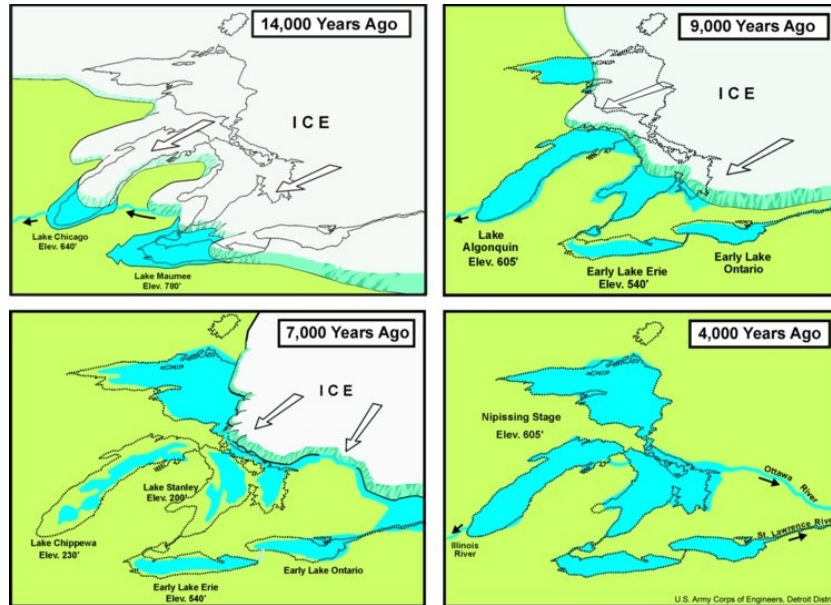 14,000 Years Ago
I C E
Lake Chicago
Elev. 640'
Lake Maumee
Elev. 780'
9,000 Years Ago
I C E
Lake
Algonquin
Elev. 605'
Early Lake Erie
Elev. 540'
Early Lake
Ontario
7,000 Years Ago
I C E
Lake Stanley
Elev. 200'
Lake Chippewa
Elev. 230'
Early Lake Erie
Elev. 540'
Early Lake Ontario
4,000 Years Ago
Nipissing Stage
Elev. 605'
Ottawa
River
St. Lawrence River
Illinois
River
U.S. Army Corps of Engineers, Detroit Distri